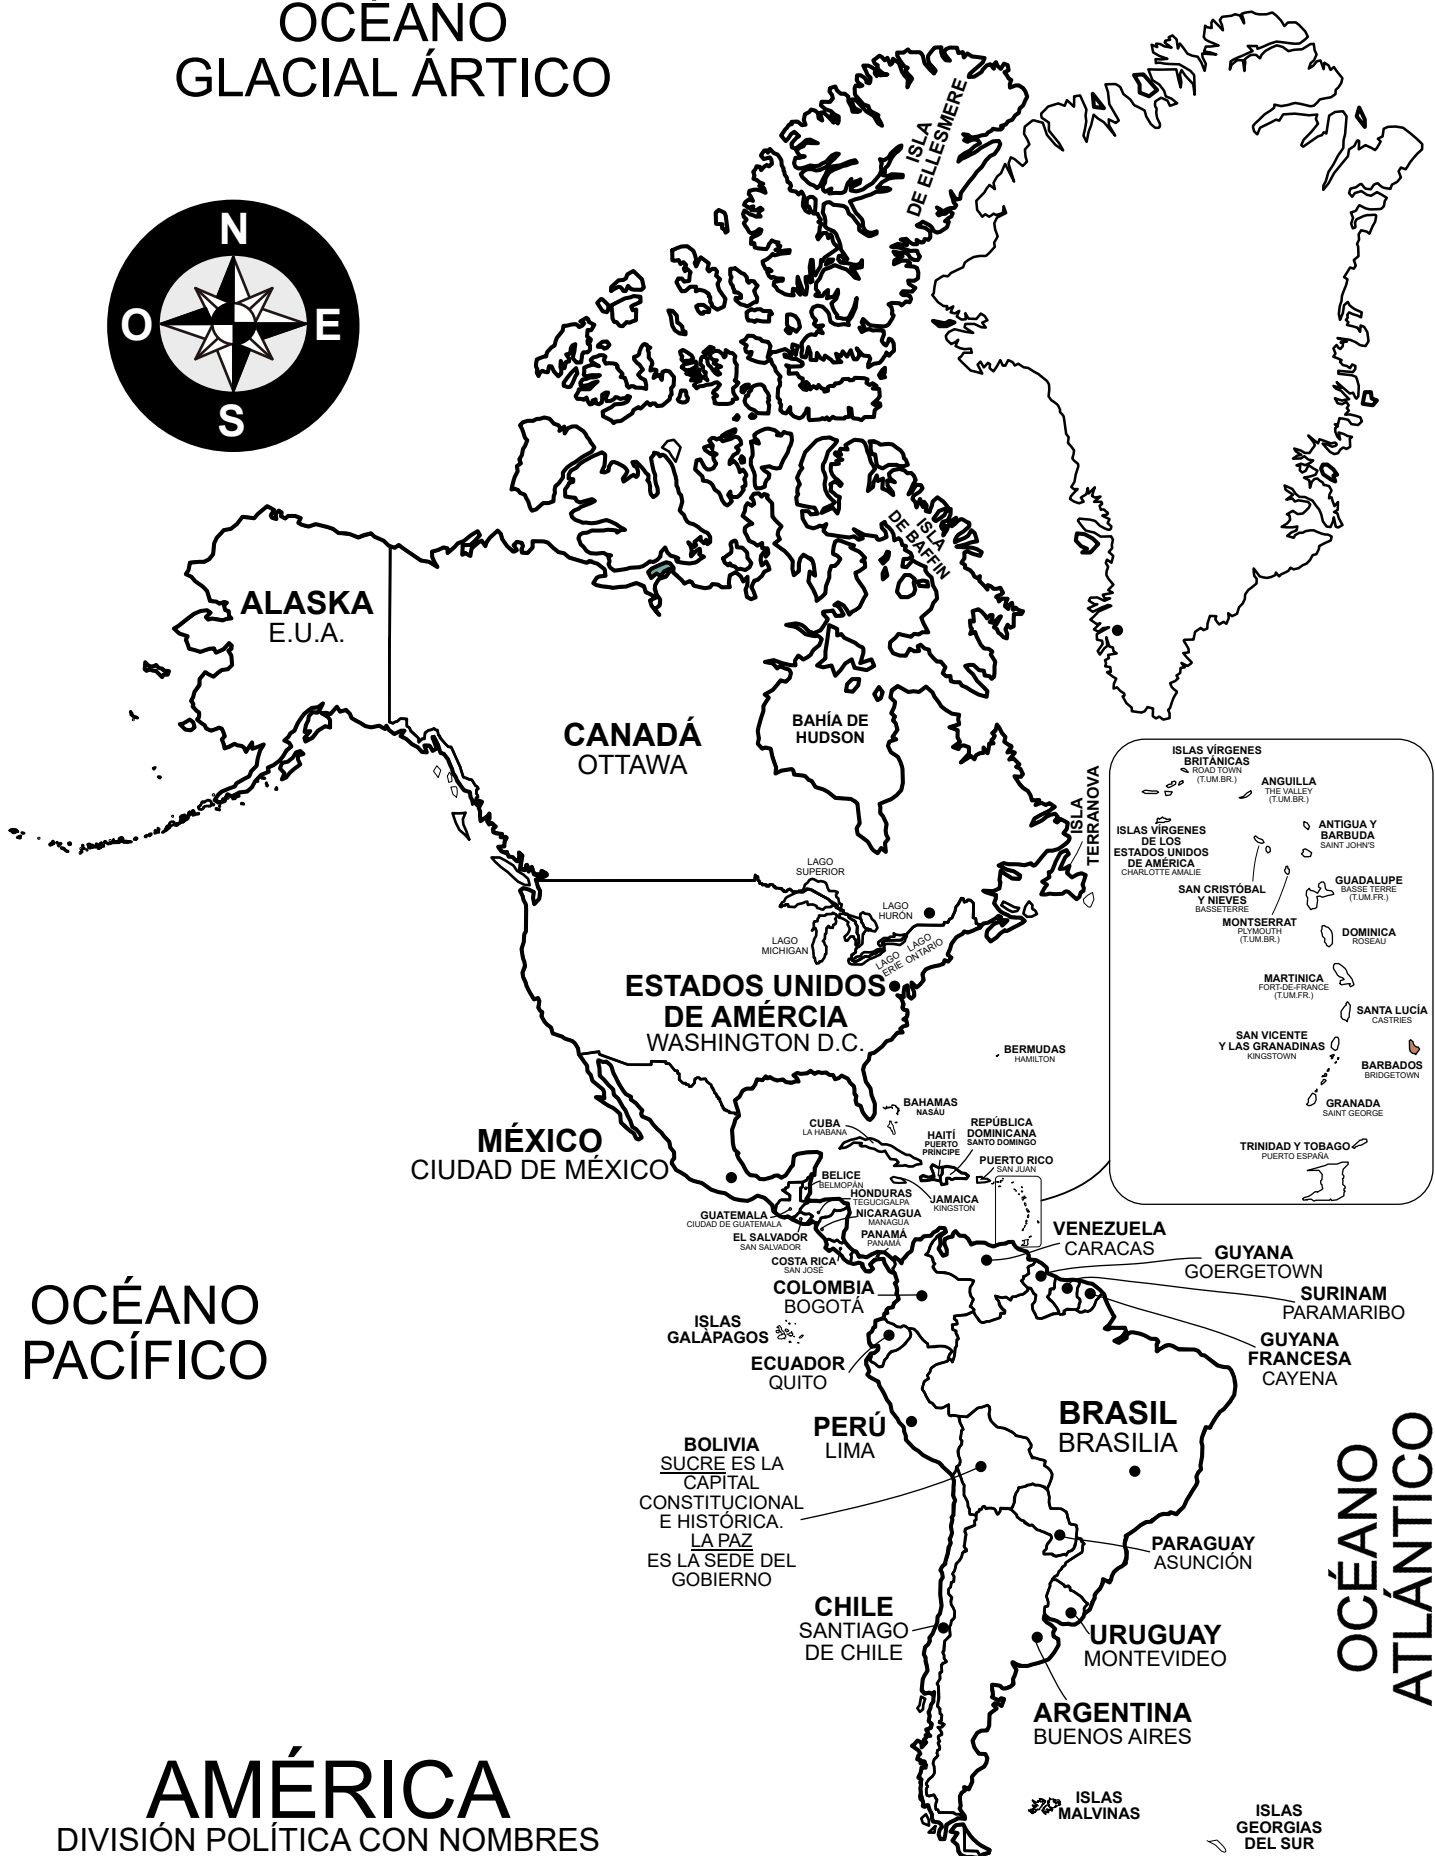 OCÉANO
GLACIAL ÁRTICO
N
O
E
S
ISLA
DE ELLESMERE
ISLA
DE BAFFIN
ALASKA
E.U.A.
CANADÁ
OTTAWA
BAHÍA DE
HUDSON
ISLA
TERRANOVA
LAGO
SUPERIOR
LAGO
HURÓN
LAGO
MICHIGAN
LAGO
ERIE
LAGO
ONTARIO
ESTADOS UNIDOS
DE AMÉRCIA
WASHINGTON D.C.
BERMUDAS
HAMILTON
ISLAS VÍRGENES
BRITÁNICAS
ROAD TOWN
(T.UM.BR.)
ANGUILLA
THE VALLEY
(T.UM.BR.)
ISLAS VÍRGENES
DE LOS
ESTADOS UNIDOS
DE AMÉRICA
CHARLOTTE AMALIE
ANTIGUA Y
BARBUDA
SAINT JOHN'S
SAN CRISTÓBAL
Y NIEVES
BASSETERRE
GUADALUPE
BASSE TERRE
(T.UM.FR.)
MONTSERRAT
PLYMOUTH
(T.UM.BR.)
DOMINICA
ROSEAU
MARTINICA
FORT-DE-FRANCE
(T.UM.FR.)
SANTA LUCÍA
CASTRIES
SAN VICENTE
Y LAS GRANADINAS
KINGSTOWN
BARBADOS
BRIDGETOWN
GRANADA
SAINT GEORGE
TRINIDAD Y TOBAGO
PUERTO ESPAÑA
MÉXICO
CIUDAD DE MÉXICO
BAHAMAS
NASÁU
CUBA
LA HABANA
HAITÍ
PUERTO
PRÍNCIPE
REPÚBLICA
DOMINICANA
SANTO DOMINGO
PUERTO RICO
SAN JUAN
JAMAICA
KINGSTON
BELICE
BELMOPÁN
HONDURAS
TEGUCIGALPA
GUATEMALA
CIUDAD DE GUATEMALA
NICARAGUA
MANAGUA
EL SALVADOR
SAN SALVADOR
PANAMÁ
PANAMÁ
COSTA RICA
SAN JOSÉ
VENEZUELA
CARACAS
GUYANA
GOERGETOWN
COLOMBIA
BOGOTÁ
SURINAM
PARAMARIBO
OCÉANO
PACÍFICO
ISLAS
GALÀPAGOS
GUYANA
FRANCESA
CAYENA
ECUADOR
QUITO
PERÚ
LIMA
BRASIL
BRASILIA
BOLIVIA
SUCRE ES LA
CAPITAL
CONSTITUCIONAL
E HISTÓRICA.
LA PAZ
ES LA SEDE DEL
GOBIERNO
OCÉANO
ATLÁNTICO
PARAGUAY
ASUNCIÓN
CHILE
SANTIAGO
DE CHILE
URUGUAY
MONTEVIDEO
ARGENTINA
BUENOS AIRES
AMÉRICA
DIVISIÓN POLÍTICA CON NOMBRES
ISLAS
MALVINAS
ISLAS
GEORGIAS
DEL SUR